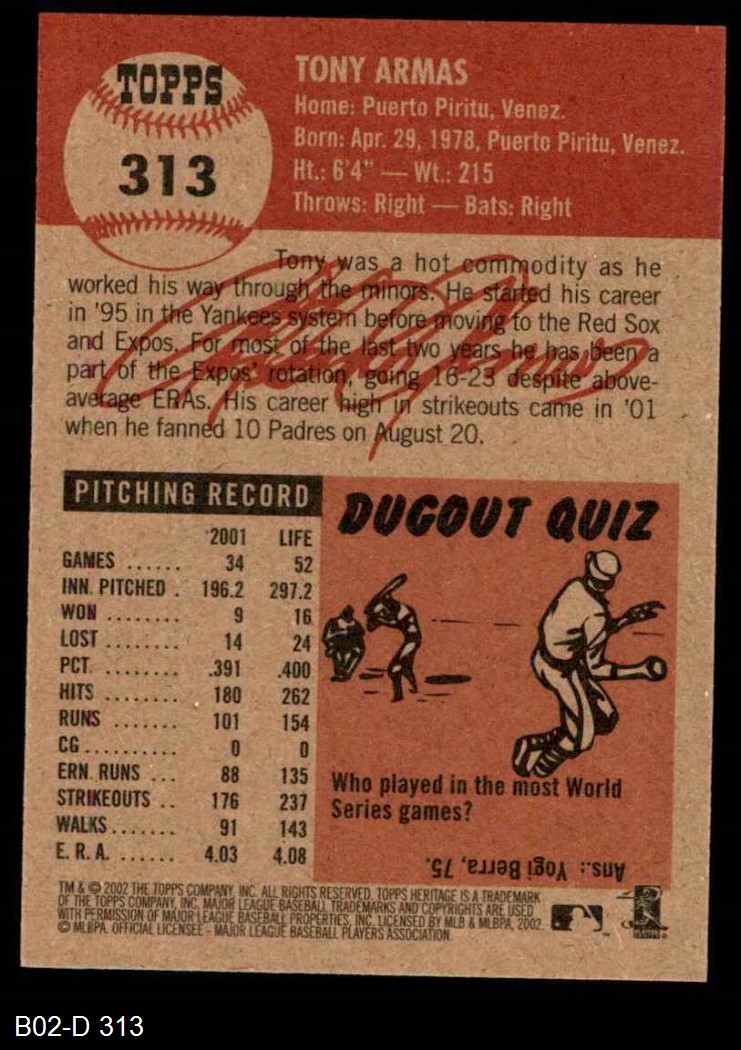 TOPPS
313
TONY ARMAS
Home: Puerto Piritu, Venez.
Born: Apr. 29, 1978, Puerto Piritu, Venez.
Ht.: 6'4" — Wt.: 215
Throws: Right — Bats: Right
Tony was a hot commodity as he
worked his way through the minors. He started his career
in '95 in the Yankees system before moving to the Red Sox
and Expos. For most of the last two years he has been a
part of the Expos' rotation, going 16-23 despite above-
average ERAs. His career high in strikeouts came in '01
when he fanned 10 Padres on August 20.
PITCHING RECORD
2001 LIFE
GAMES ...... 34 52
INN. PITCHED . 196.2 297.2
WON ........ 9 16
LOST ........ 14 24
PCT. ........ .391 .400
HITS ........ 180 262
RUNS ....... 101 154
CG .......... 0 0
ERN. RUNS ... 88 135
STRIKEOUTS .. 176 237
WALKS ....... 91 143
E. R. A. ...... 4.03 4.08
DUGOUT QUIZ
Who played in the most World
Series games?
Ans.: Yogi Berra, 75.
TM & © 2002 THE TOPPS COMPANY, INC. ALL RIGHTS RESERVED. TOPPS HERITAGE IS A TRADEMARK
OF THE TOPPS COMPANY, INC. MAJOR LEAGUE BASEBALL TRADEMARKS AND COPYRIGHTS ARE USED
WITH PERMISSION OF MAJOR LEAGUE BASEBALL PROPERTIES, INC. LICENSED BY MLB & MLBPA, 2002.
© MLBPA. OFFICIAL LICENSEE - MAJOR LEAGUE BASEBALL PLAYERS ASSOCIATION.
B02-D 313